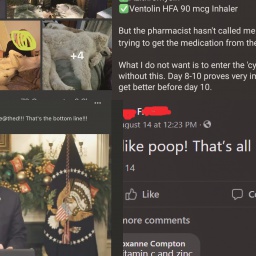 +4
✅Ventolin HFA 90 mcg Inhaler
But the pharmacist hasn't called me
trying to get the medication from the
What I do not want is to enter the 'cy
without this. Day 8-10 proves very in
get better before day 10.
e@thed!!! That's the bottom line!!!
F
ugust 14 at 12:23 PM ·
like poop! That's all
14
Like
Co
more comments
oxanne Compton
itamin c and zinc